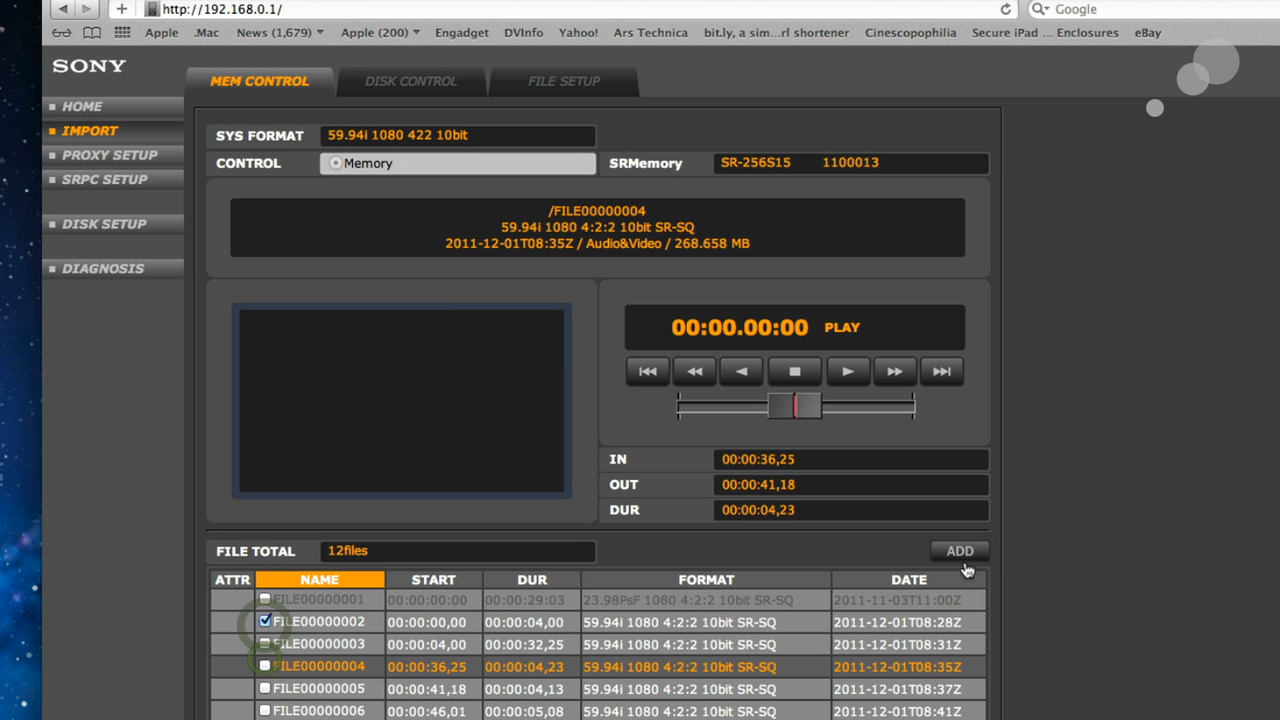 http://192.168.0.1/
Google
Apple .Mac News (1,679) Apple (200) Engadget DVInfo Yahoo! Ars Technica bit.ly, a sim...rl shortener Cinescopophilia Secure iPad ... Enclosures eBay
SONY
MEM CONTROL DISK CONTROL FILE SETUP
HOME
IMPORT
PROXY SETUP
SRPC SETUP
DISK SETUP
DIAGNOSIS
SYS FORMAT 59.94i 1080 422 10bit
CONTROL Memory SRMemory SR-256S15 1100013
/FILE00000004
59.94i 1080 4:2:2 10bit SR-SQ
2011-12-01T08:35Z / Audio&Video / 268.658 MB
00:00.00:00 PLAY
IN 00:00:36,25
OUT 00:00:41,18
DUR 00:00:04,23
FILE TOTAL 12files ADD
ATTR NAME START DUR FORMAT DATE
FILE00000001 00:00:00:00 00:00:29:03 23.98PsF 1080 4:2:2 10bit SR-SQ 2011-11-03T11:00Z
FILE00000002 00:00:00,00 00:00:04,00 59.94i 1080 4:2:2 10bit SR-SQ 2011-12-01T08:28Z
FILE00000003 00:00:04,00 00:00:32,25 59.94i 1080 4:2:2 10bit SR-SQ 2011-12-01T08:31Z
FILE00000004 00:00:36,25 00:00:04,23 59.94i 1080 4:2:2 10bit SR-SQ 2011-12-01T08:35Z
FILE00000005 00:00:41,18 00:00:04,13 59.94i 1080 4:2:2 10bit SR-SQ 2011-12-01T08:37Z
FILE00000006 00:00:46,01 00:00:05,08 59.94i 1080 4:2:2 10bit SR-SQ 2011-12-01T08:41Z